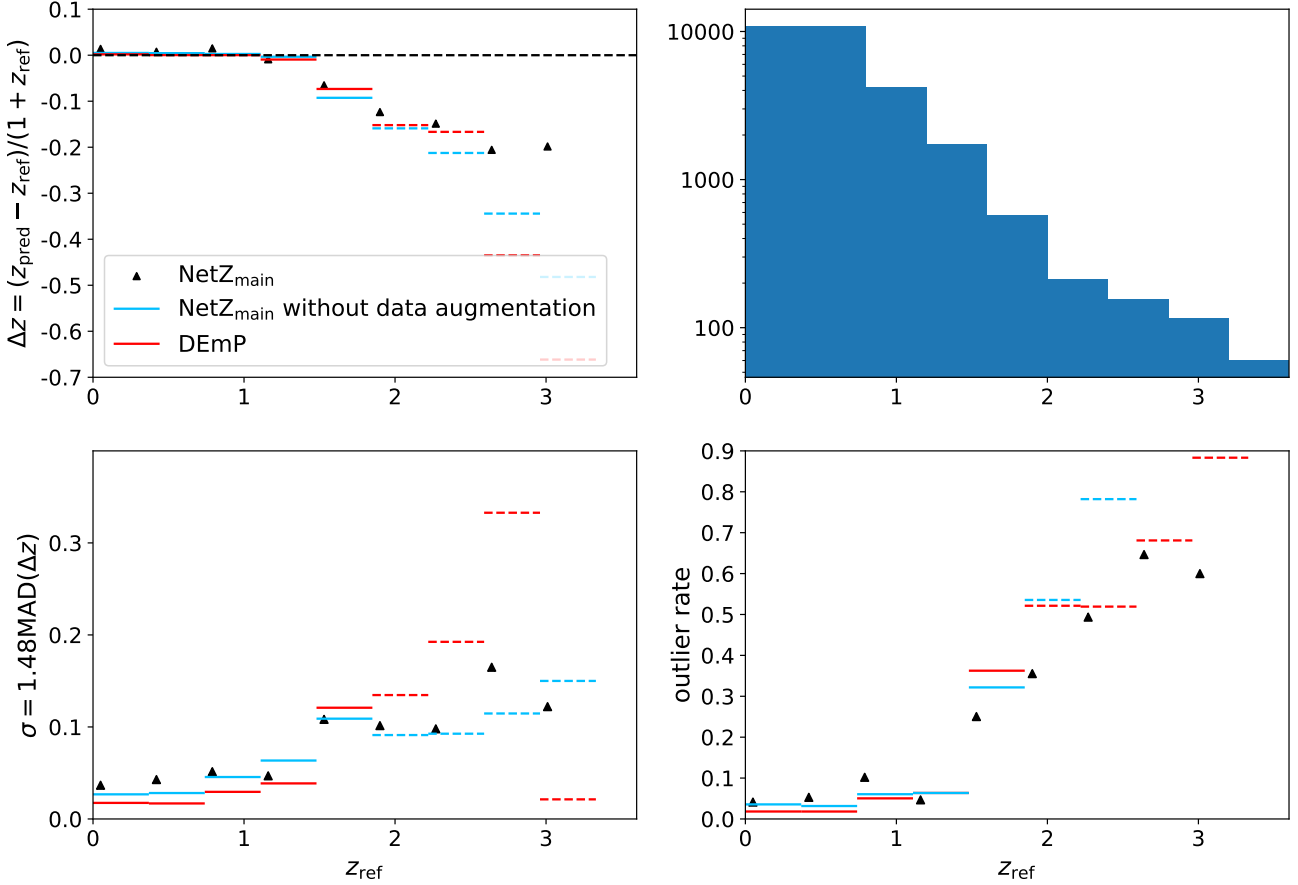 0.1
0.0
-0.1
-0.2
-0.3
-0.4
-0.5
-0.6
-0.7
Δz = (z_pred − z_ref)/(1 + z_ref)
NetZ_main
NetZ_main without data augmentation
DEmP
0 1 2 3
10000
1000
100
0 1 2 3
0.3
0.2
0.1
0.0
σ = 1.48MAD(Δz)
0 1 2 3
z_ref
0.9
0.8
0.7
0.6
0.5
0.4
0.3
0.2
0.1
0.0
outlier rate
0 1 2 3
z_ref